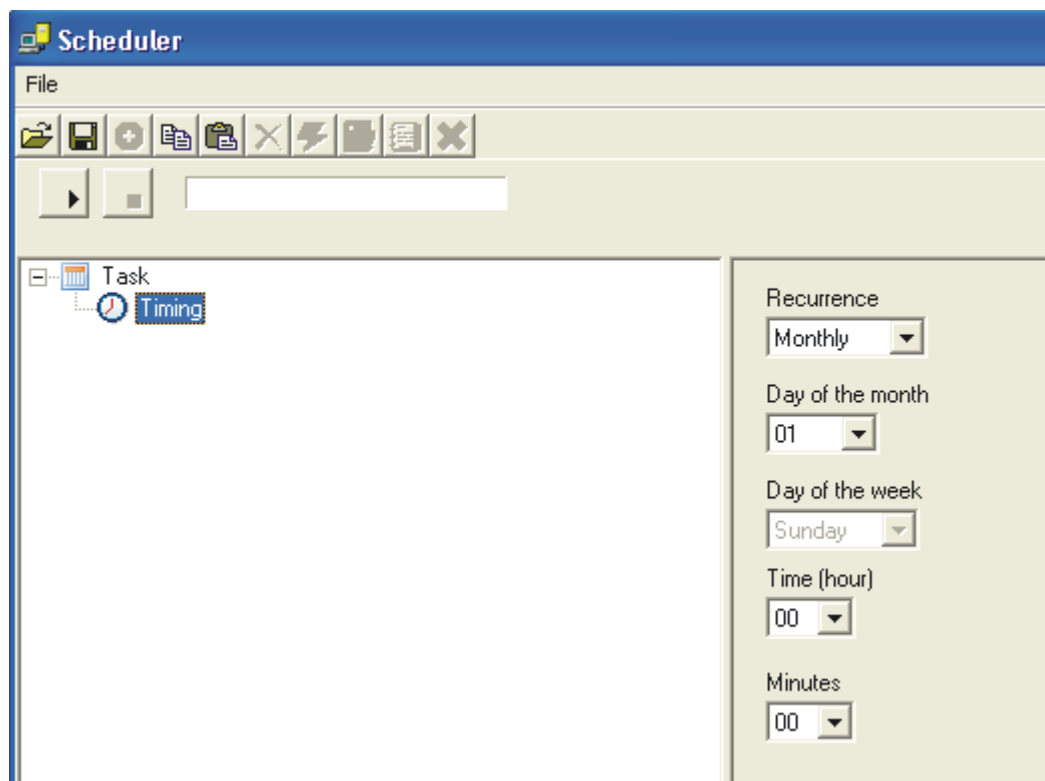 Scheduler
File
Task
Timing
Recurrence
Monthly
Day of the month
01
Day of the week
Sunday
Time (hour)
00
Minutes
00